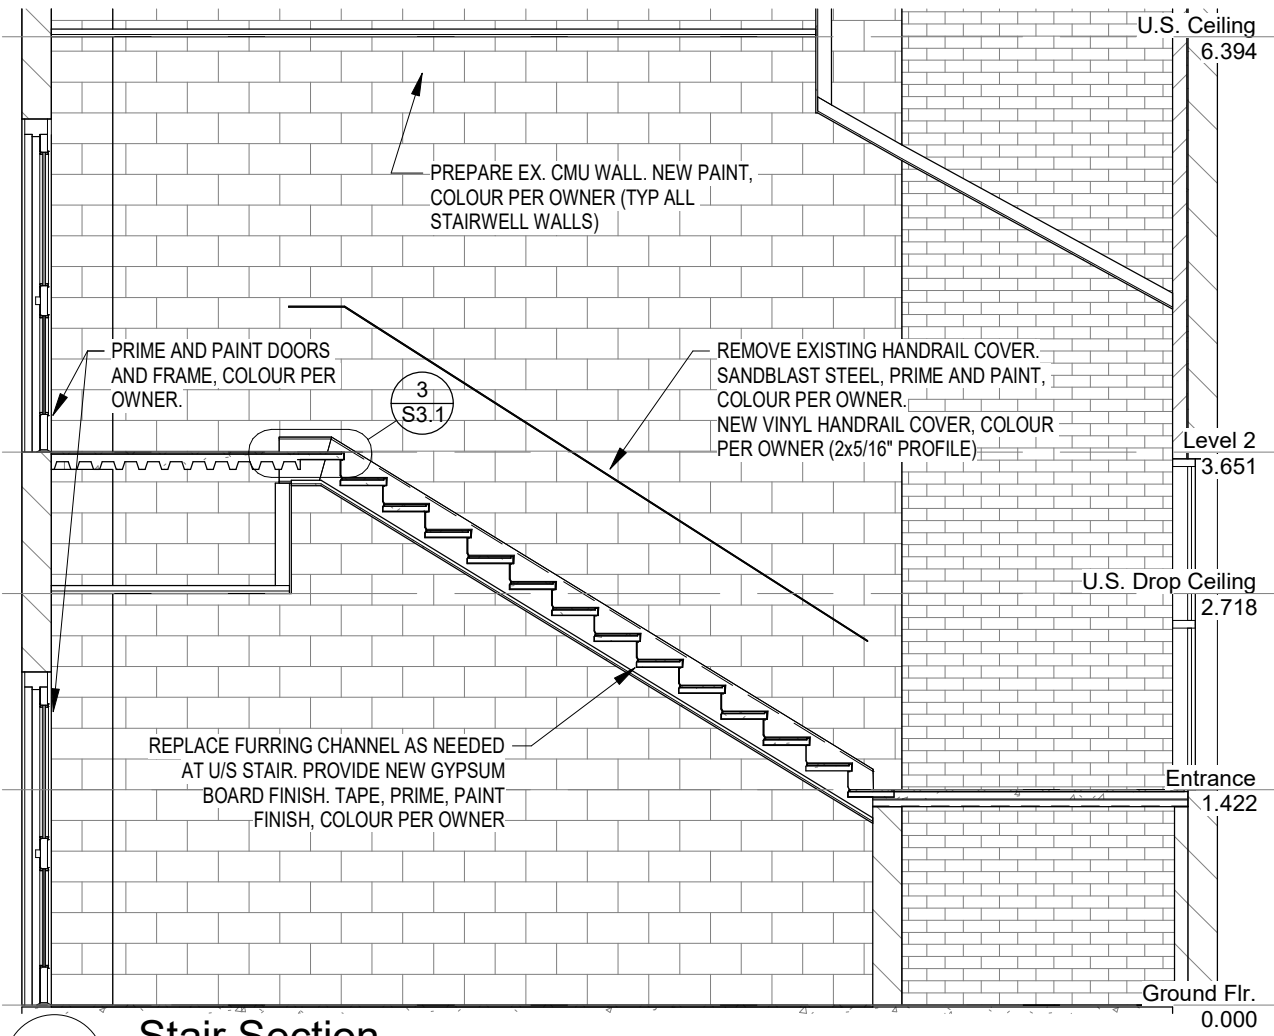 U.S. Ceiling
6.394
PREPARE EX. CMU WALL. NEW PAINT,
COLOUR PER OWNER (TYP ALL
STAIRWELL WALLS)
PRIME AND PAINT DOORS
AND FRAME, COLOUR PER
OWNER.
3
S3.1
REMOVE EXISTING HANDRAIL COVER.
SANDBLAST STEEL, PRIME AND PAINT,
COLOUR PER OWNER.
NEW VINYL HANDRAIL COVER, COLOUR
PER OWNER (2x5/16" PROFILE)
Level 2
3.651
U.S. Drop Ceiling
2.718
REPLACE FURRING CHANNEL AS NEEDED
AT U/S STAIR. PROVIDE NEW GYPSUM
BOARD FINISH. TAPE, PRIME, PAINT
FINISH, COLOUR PER OWNER
Entrance
1.422
Ground Flr.
0.000
Stair Section